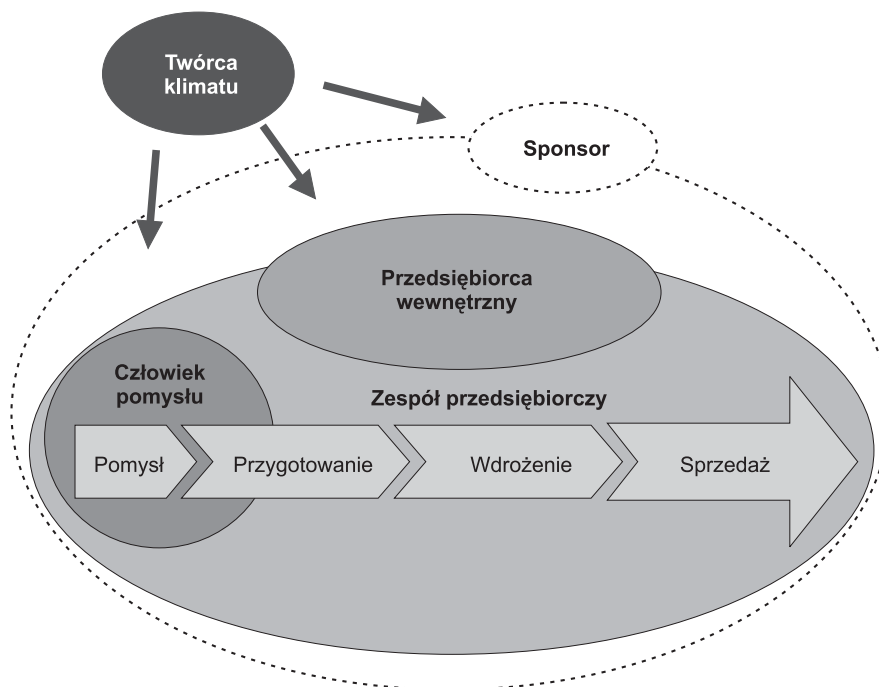 Twórca
klimatu
Sponsor
Przedsiębiorca
wewnętrzny
Człowiek
pomysłu
Zespół przedsiębiorczy
Pomysł
Przygotowanie
Wdrożenie
Sprzedaż